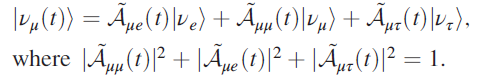 |ν_μ(t)⟩ = Ã_μe(t)|ν_e⟩ + Ã_μμ(t)|ν_μ⟩ + Ã_μτ(t)|ν_τ⟩,
where |Ã_μμ(t)|² + |Ã_μe(t)|² + |Ã_μτ(t)|² = 1.